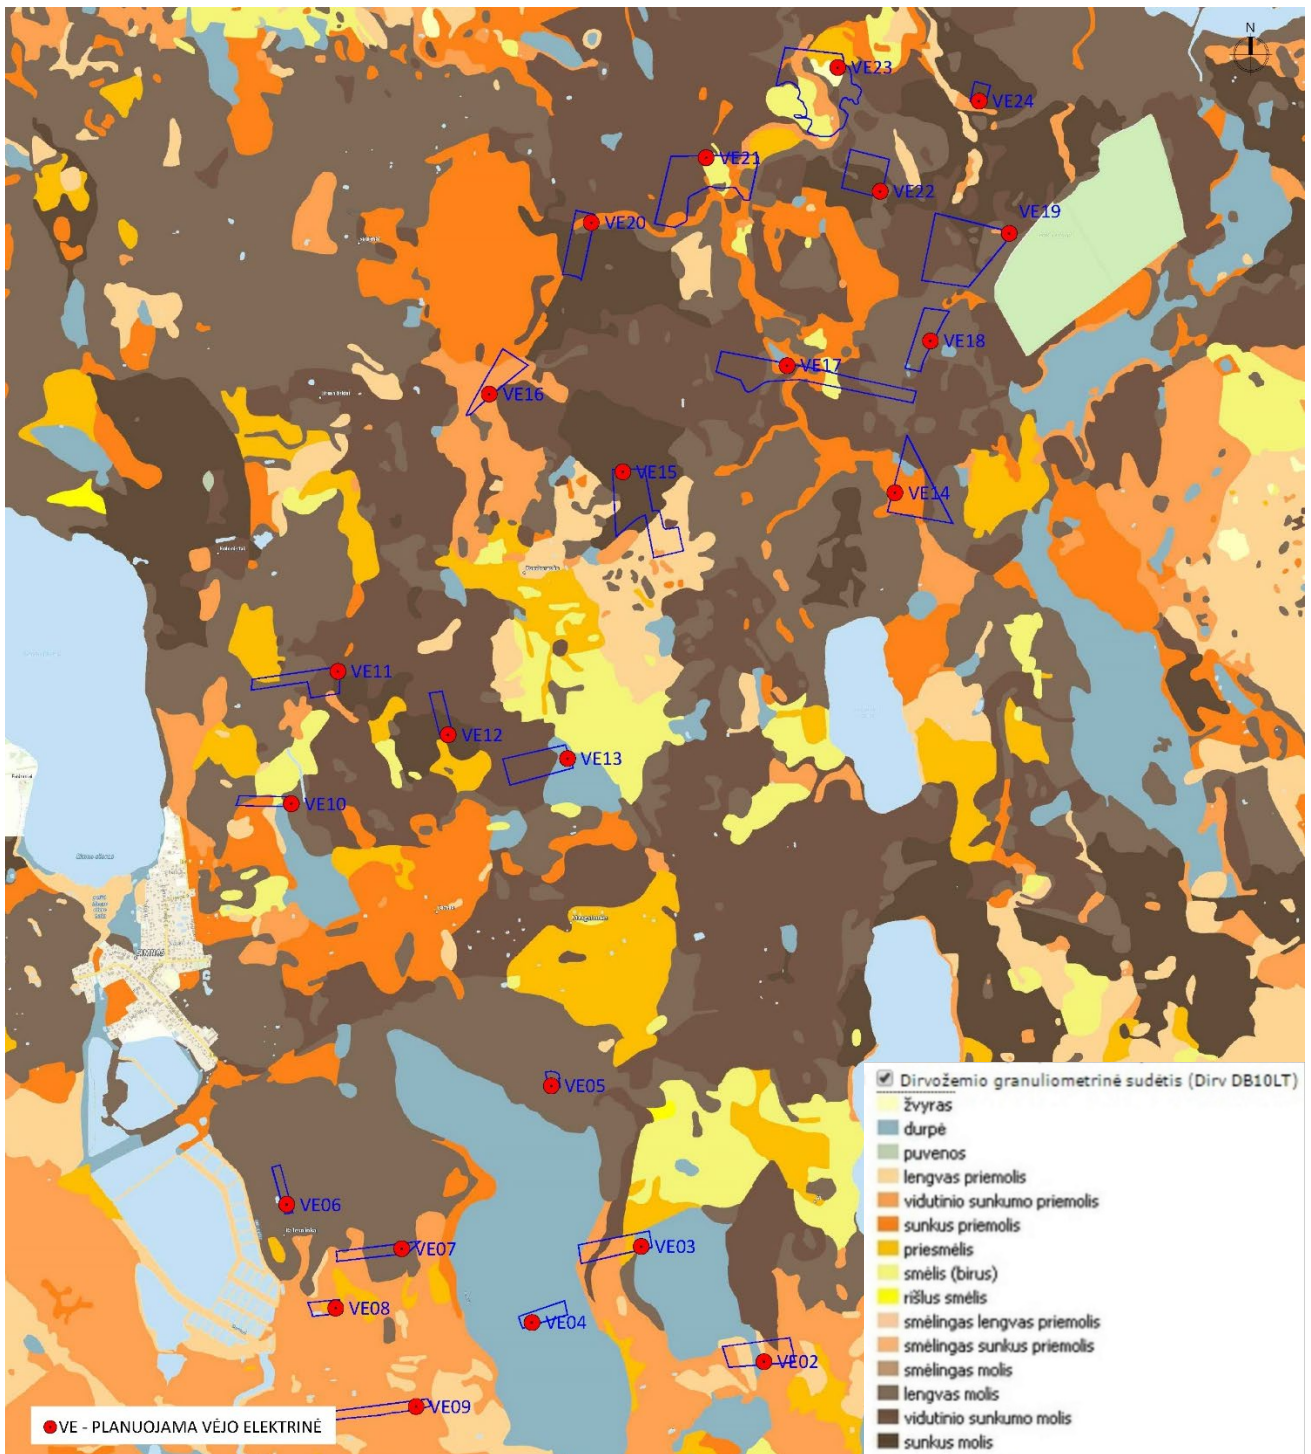 N
VE23
VE24
VE21
VE22
VE20
VE19
VE18
VE17
VE16
VE15
VE14
VE11
VE12
VE13
VE10
VE05
VE06
VE03
VE07
VE08
VE04
VE02
VE09
Dirvožemio granuliometrinė sudėtis (Dirv DB10LT)
žvyras
durpė
puvenos
lengvas priemolis
vidutinio sunkumo priemolis
sunkus priemolis
priesmėlis
smėlis (birus)
rišlus smėlis
smėlingas lengvas priemolis
smėlingas sunkus priemolis
smėlingas molis
lengvas molis
vidutinio sunkumo molis
sunkus molis
VE - PLANUOJAMA VĖJO ELEKTRINĖ